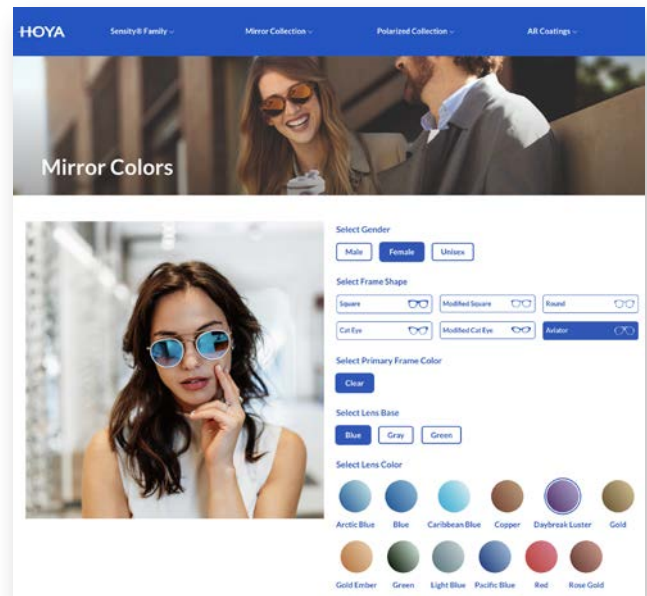 HOYA Sensity® Family Mirror Collection Polarized Collection AR Coatings
Mirror Colors
Select Gender
Male Female Unisex
Select Frame Shape
Square Modified Square Round
Cat Eye Modified Cat Eye Aviator
Select Primary Frame Color
Clear
Select Lens Base
Blue Gray Green
Select Lens Color
Arctic Blue Blue Caribbean Blue Copper Daybreak Luster Gold
Gold Ember Green Light Blue Pacific Blue Red Rose Gold